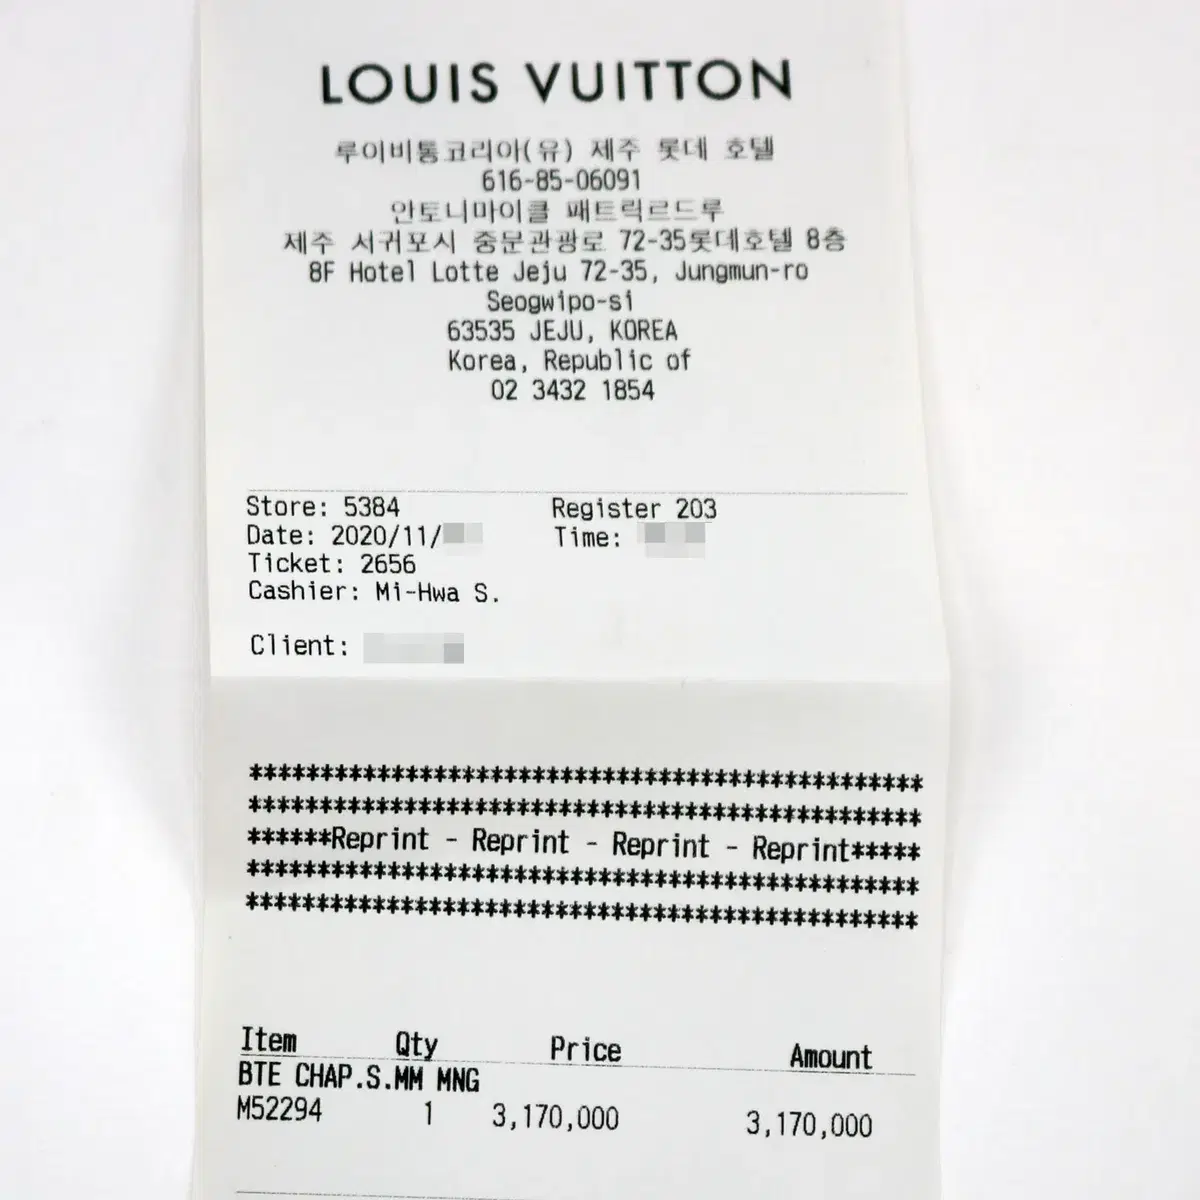 LOUIS VUITTON
루이비통코리아(유) 제주 롯데 호텔
616-85-06091
안토니마이클 패트릭르드루
제주 서귀포시 중문관광로 72-35롯데호텔 8층
8F Hotel Lotte Jeju 72-35, Jungmun-ro
Seogwipo-si
63535 JEJU, KOREA
Korea, Republic of
02 3432 1854
Store: 5384 Register 203
Date: 2020/11/ Time:
Ticket: 2656
Cashier: Mi-Hwa S.
Client:
************************************************
************************************************
******Reprint - Reprint - Reprint - Reprint*****
************************************************
************************************************
Item Qty Price Amount
BTE CHAP.S.MM MNG
M52294 1 3,170,000 3,170,000